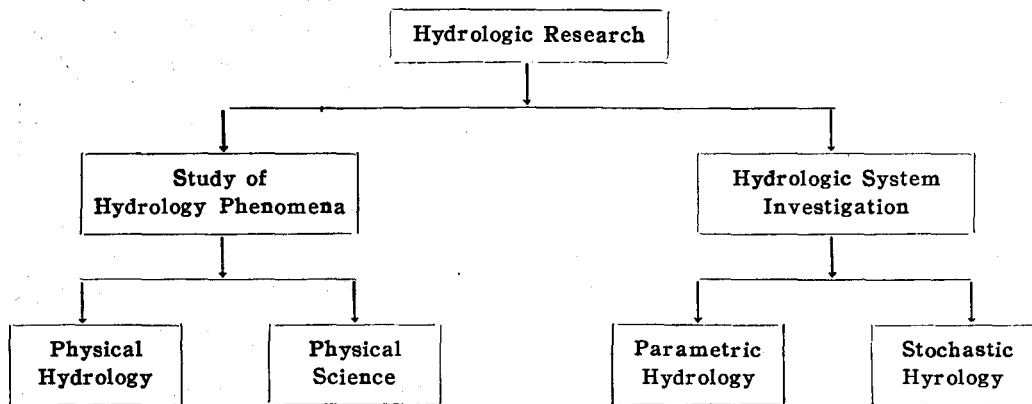 Hydrologic Research
Study of
Hydrology Phenomena
Hydrologic System
Investigation
Physical
Hydrology
Physical
Science
Parametric
Hydrology
Stochastic
Hyrology